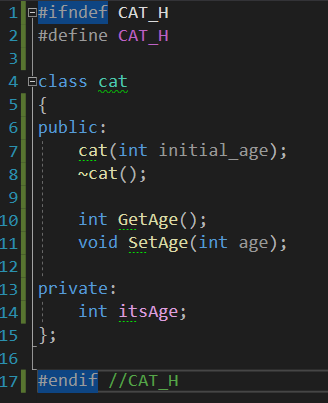 1 #ifndef CAT_H
2 #define CAT_H
3
4 class cat
5 {
6 public:
7     cat(int initial_age);
8     ~cat();
9
10     int GetAge();
11     void SetAge(int age);
12
13 private:
14     int itsAge;
15 };
16
17 #endif //CAT_H